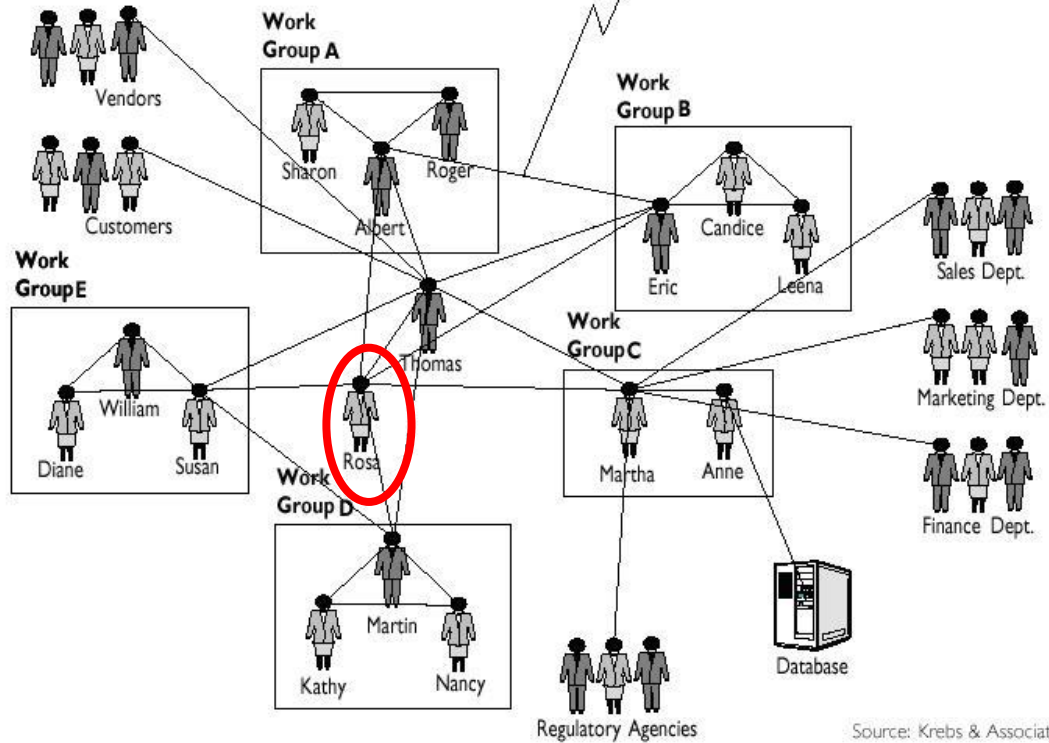 Vendors
Customers
Work
Group A
Sharon
Roger
Albert
Work
Group B
Candice
Eric
Leena
Sales Dept.
Marketing Dept.
Finance Dept.
Work
Group E
William
Diane
Susan
Thomas
Rosa
Work
Group C
Martha
Anne
Work
Group D
Martin
Kathy
Nancy
Regulatory Agencies
Database
Source: Krebs & Associat